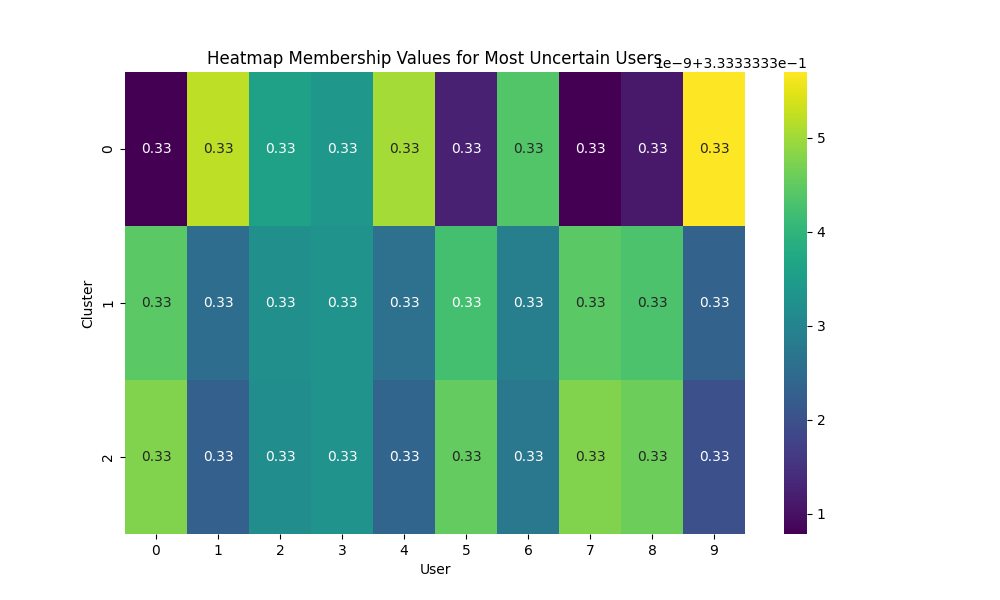 Heatmap Membership Values for Most Uncertain Users
1e−9+3.3333333e−1
0 0.33 0.33 0.33 0.33 0.33 0.33 0.33 0.33 0.33 0.33
5
4
Cluster
1 0.33 0.33 0.33 0.33 0.33 0.33 0.33 0.33 0.33 0.33
3
2
2 0.33 0.33 0.33 0.33 0.33 0.33 0.33 0.33 0.33 0.33
1
0 1 2 3 4 5 6 7 8 9
User